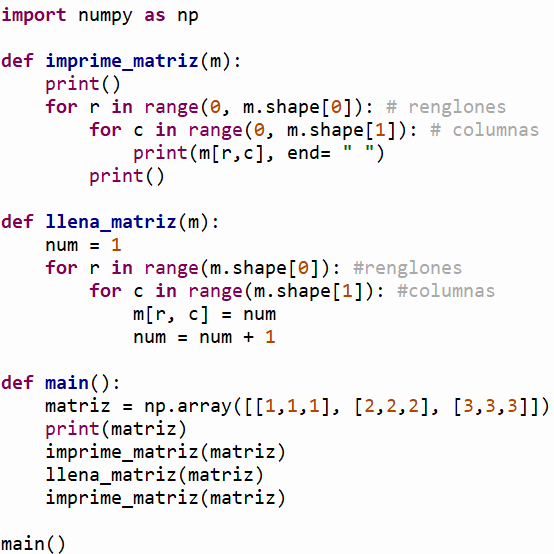 import numpy as np

def imprime_matriz(m):
    print()
    for r in range(0, m.shape[0]): # renglones
        for c in range(0, m.shape[1]): # columnas
            print(m[r,c], end= " ")
        print()

def llena_matriz(m):
    num = 1
    for r in range(m.shape[0]): #renglones
        for c in range(m.shape[1]): #columnas
            m[r, c] = num
            num = num + 1

def main():
    matriz = np.array([[1,1,1], [2,2,2], [3,3,3]])
    print(matriz)
    imprime_matriz(matriz)
    llena_matriz(matriz)
    imprime_matriz(matriz)

main()